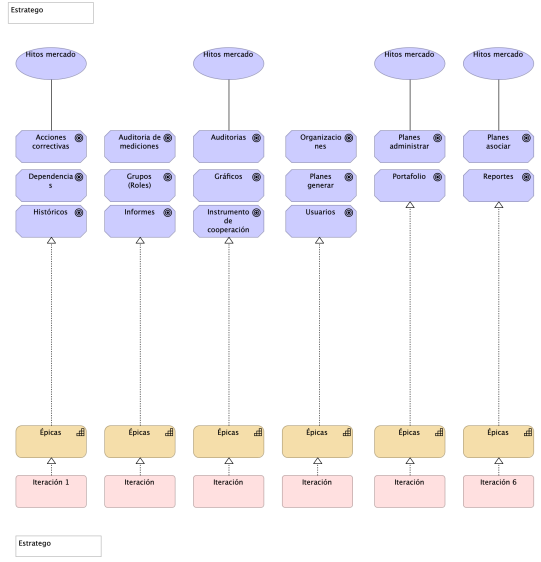 Estratego
Hitos mercado
Hitos mercado
Hitos mercado
Hitos mercado
Acciones
correctivas
Auditoria de
mediciones
Auditorias
Organizacio
nes
Planes
administrar
Planes
asociar
Dependencia
s
Grupos
(Roles)
Gráficos
Planes
generar
Portafolio
Reportes
Históricos
Informes
Instrumento
de
cooperación
Usuarios
Épicas
Épicas
Épicas
Épicas
Épicas
Épicas
Iteración 1
Iteración
Iteración
Iteración
Iteración
Iteración 6
Estratego